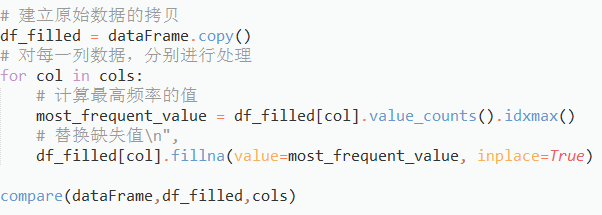 # 建立原始数据的拷贝
df_filled = dataFrame.copy()
# 对每一列数据，分别进行处理
for col in cols:
    # 计算最高频率的值
    most_frequent_value = df_filled[col].value_counts().idxmax()
    # 替换缺失值\n",
    df_filled[col].fillna(value=most_frequent_value, inplace=True)
compare(dataFrame,df_filled,cols)